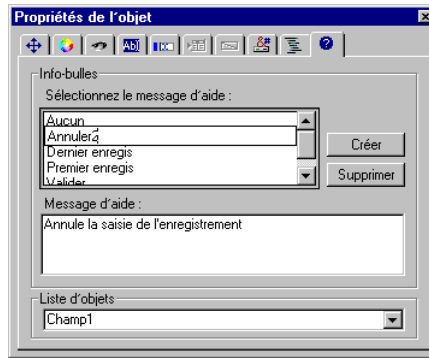 Propriétés de l'objet
Info-bulles
Sélectionnez le message d'aide :
Aucun
Annuler
Dernier enregis
Premier enregis
Valider
Créer
Supprimer
Message d'aide :
Annule la saisie de l'enregistrement
Liste d'objets
Champ1